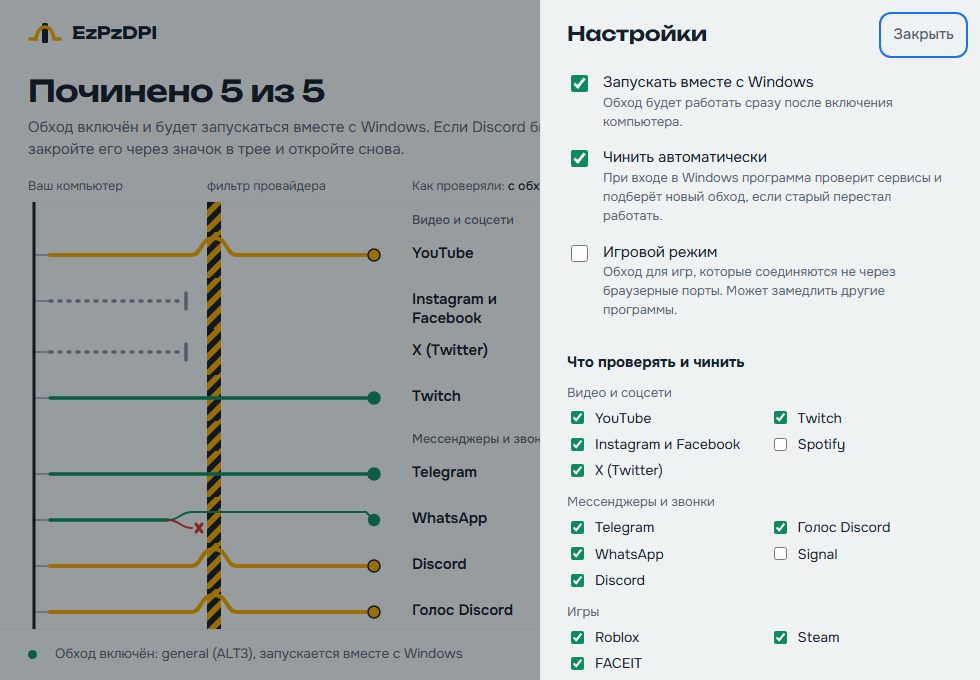 EzPzDPI
Починено 5 из 5
Обход включён и будет запускаться вместе с Windows. Если Discord
закройте его через значок в трее и откройте снова.
Ваш компьютер
фильтр провайдера
Как проверяли: с обх
Видео и соцсети
YouTube
Instagram и
Facebook
X (Twitter)
Twitch
Мессенджеры и звон
Telegram
WhatsApp
Discord
Голос Discord
Обход включён: general (ALT3), запускается вместе с Windows
Настройки
Закрыть
Запускать вместе с Windows
Обход будет работать сразу после включения
компьютера.
Чинить автоматически
При входе в Windows программа проверит сервисы и
подберёт новый обход, если старый перестал
работать.
Игровой режим
Обход для игр, которые соединяются не через
браузерные порты. Может замедлить другие
программы.
Что проверять и чинить
Видео и соцсети
YouTube
Twitch
Instagram и Facebook
Spotify
X (Twitter)
Мессенджеры и звонки
Telegram
Голос Discord
WhatsApp
Signal
Discord
Игры
Roblox
Steam
FACEIT